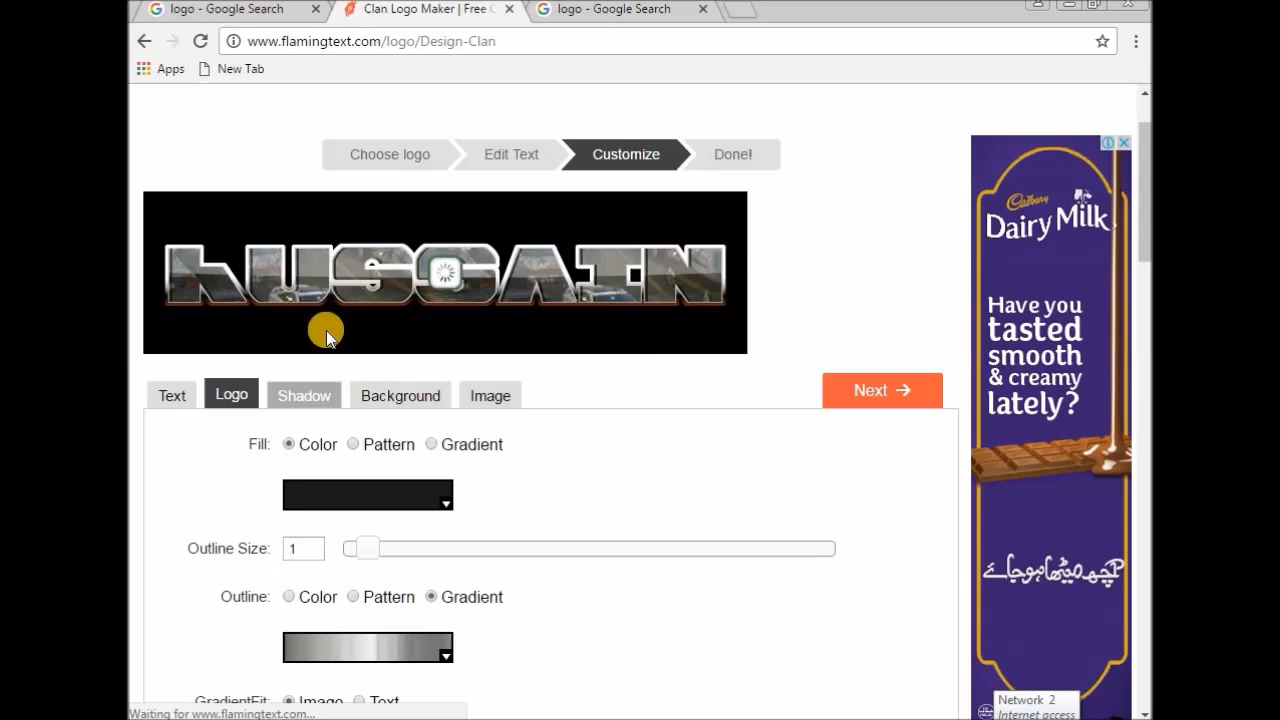 logo - Google Search
Clan Logo Maker | Free C
logo - Google Search
www.flamingtext.com/logo/Design-Clan
Apps
New Tab
Choose logo
Edit Text
Customize
Done!
HUSSAIN
Text
Logo
Shadow
Background
Image
Next
Fill:
Color
Pattern
Gradient
Outline Size:
1
Outline:
Color
Pattern
Gradient
GradientFit:
Image
Text
Waiting for www.flamingtext.com...
Cadbury
Dairy Milk
Have you
tasted
smooth
& creamy
lately?
کچھ میٹھا ہو جائے
Network 2
Internet access